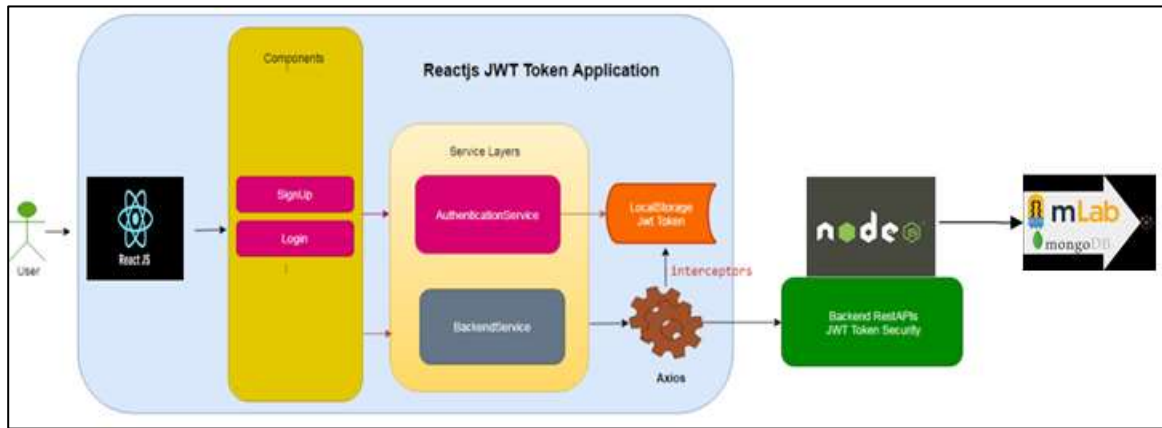 Components
Reactjs JWT Token Application
Service Layers
SignUp
Login
AuthenticationService
LocalStorage
Jwt Token
interceptors
BackendService
Axios
User
React JS
node
JS
Backend RestAPIs
JWT Token Security
mLab
mongoDB